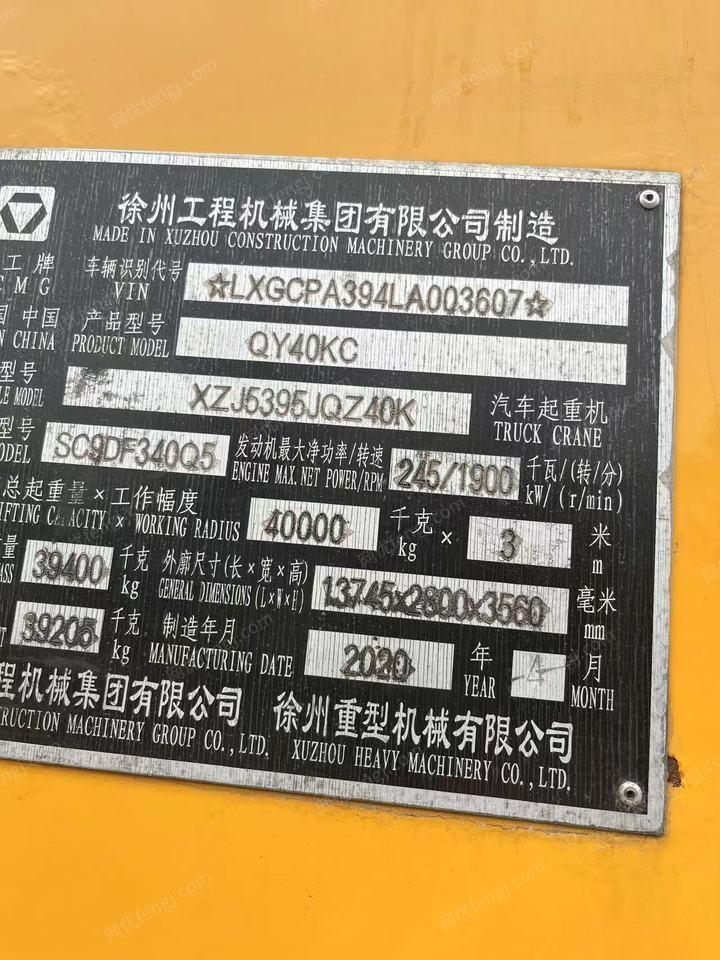 徐州工程机械集团有限公司制造
MADE IN XUZHOU CONSTRUCTION MACHINERY GROUP CO., LTD.
工牌 车辆识别代号
CMG VIN ☆LXGCPA394LA003607☆
国 中国 产品型号
N CHINA PRODUCT MODEL QY40KC
型号 汽车起重机
LE MODEL XZJ5395JQZ40K TRUCK CRANE
型号 发动机最大净功率/转速 千瓦/(转/分)
ODEL SC9DF340Q5 ENGINE MAX. NET POWER/RPM 245/1900 kW/(r/min)
总起重量×工作幅度 千克 米
IFTING CAPACITY × WORKING RADIUS 40000 kg × 3 m
量 千克 外廓尺寸(长×宽×高) 毫米
ASS 39400 kg GENERAL DIMENSIONS (L×W×H) 13745x2800x3560 mm
千克 制造年月 年 月
T 39205 kg MANUFACTURING DATE 2020 YEAR MONTH
程机械集团有限公司 徐州重型机械有限公司
TRUCTION MACHINERY GROUP CO., LTD. XUZHOU HEAVY MACHINERY CO., LTD.